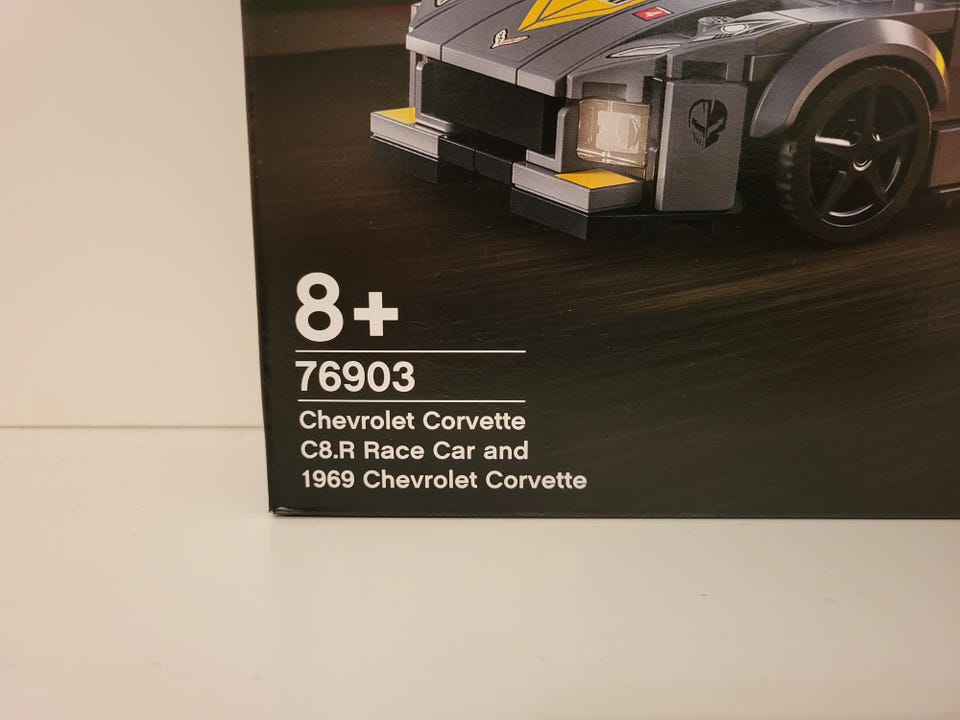 8+
76903
Chevrolet Corvette
C8.R Race Car and
1969 Chevrolet Corvette